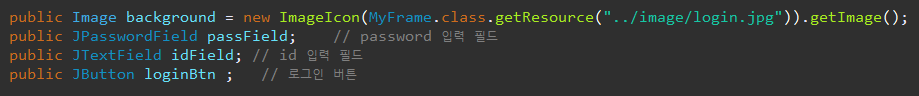 public Image background = new ImageIcon(MyFrame.class.getResource("../image/login.jpg")).getImage();
public JPasswordField passField;    // password 입력 필드
public JTextField idField; // id 입력 필드
public JButton loginBtn ;   // 로그인 버튼